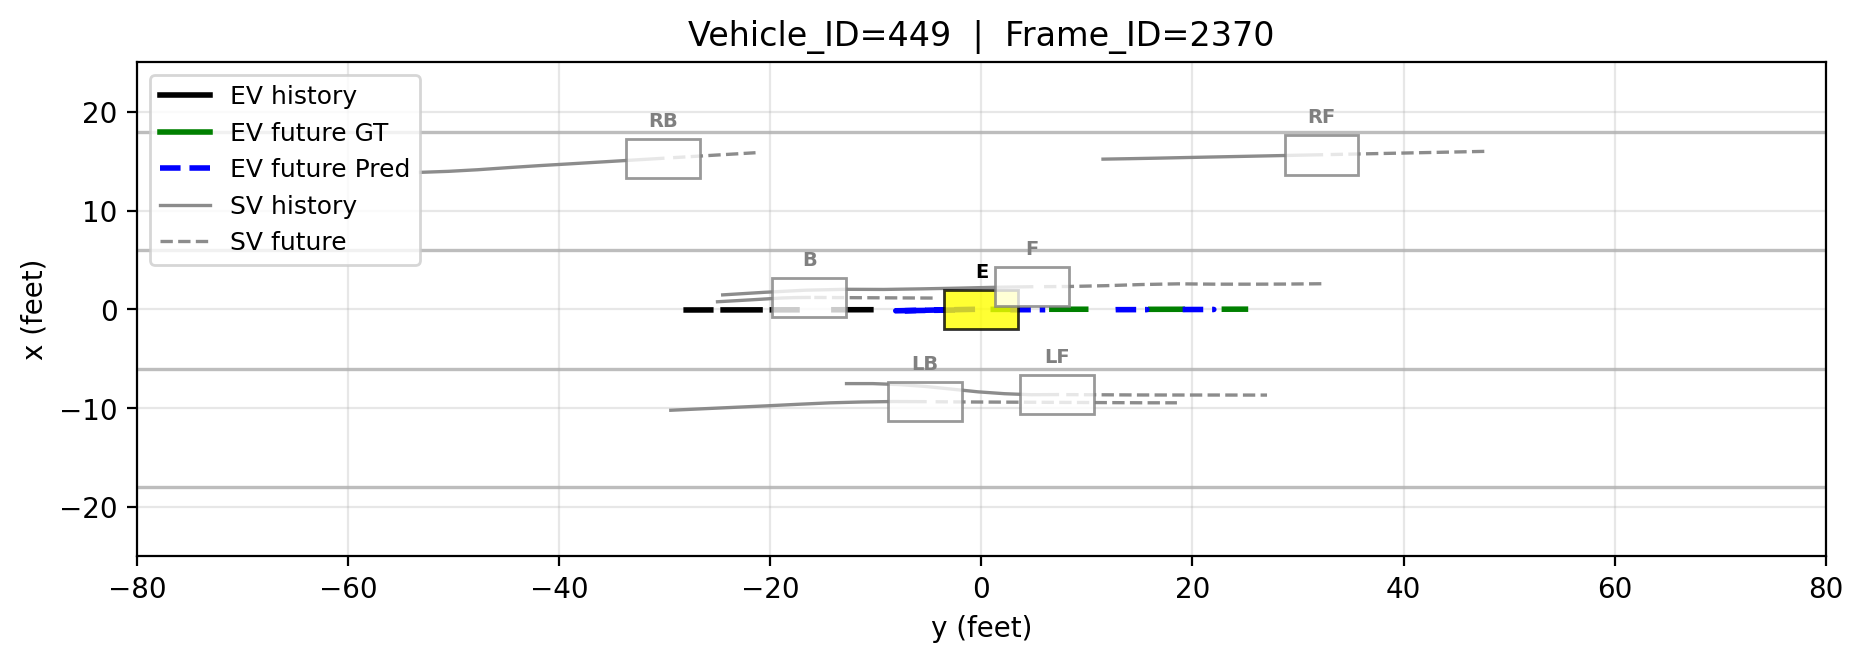 Vehicle_ID=449 | Frame_ID=2370
EV history
EV future GT
EV future Pred
SV history
SV future
RB
RF
B
F
E
LB
LF
20
10
0
−10
−20
x (feet)
−80
−60
−40
−20
0
20
40
60
80
y (feet)